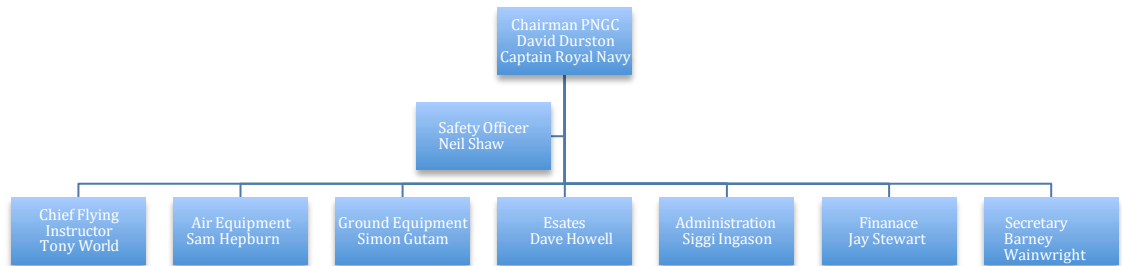 Chairman PNGC
David Durston
Captain Royal Navy
Safety Officer
Neil Shaw
Chief Flying
Instructor
Tony World
Air Equipment
Sam Hepburn
Ground Equipment
Simon Gutam
Esates
Dave Howell
Administration
Siggi Ingason
Finanace
Jay Stewart
Secretary
Barney
Wainwright